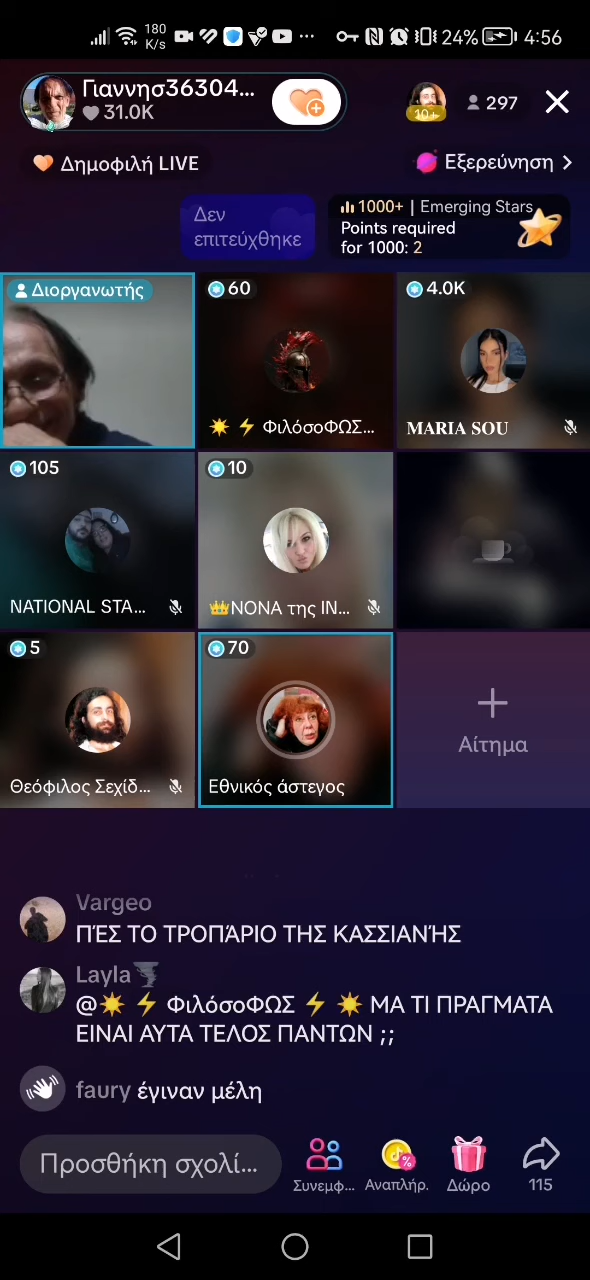 180
K/s
24%
4:56
Γιαννησ36304...
31.0K
10+
297
Δημοφιλή LIVE
Εξερεύνηση
Δεν
επιτεύχθηκε
1000+ | Emerging Stars
Points required
for 1000: 2
Διοργανωτής
60
4.0K
ΦιλόσοΦΩΣ...
MARIA SOU
105
10
NATIONAL STA...
NONA της IN...
5
70
Θεόφιλος Σεχίδ...
Εθνικός άστεγος
Αίτημα
Vargeo
ΠΈΣ ΤΟ ΤΡΟΠΆΡΙΟ ΤΗΣ ΚΑΣΣΙΑΝΉΣ
Layla🌪️
@☀️⚡ ΦιλόσοΦΩΣ ⚡☀️ ΜΑ ΤΙ ΠΡΑΓΜΑΤΑ
ΕΙΝΑΙ ΑΥΤΑ ΤΕΛΟΣ ΠΑΝΤΩΝ ;;
faury έγιναν μέλη
Προσθήκη σχολί...
Συνεμφ...
Αναπλήρ.
Δώρο
115